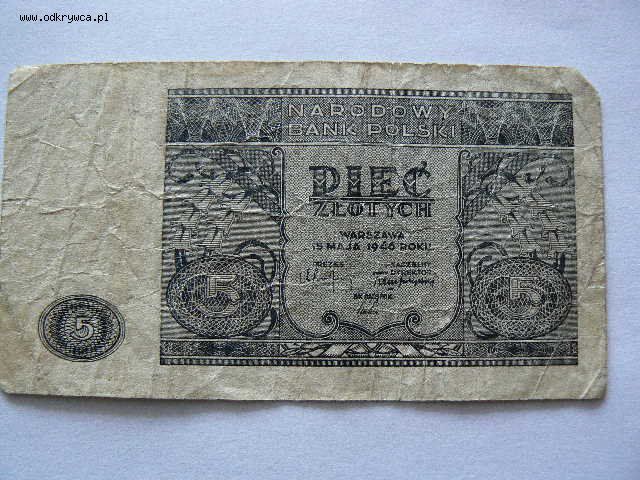 www.odkrywca.pl
NARODOWY
BANK POLSKI
PIĘĆ
ZŁOTYCH
WARSZAWA
15 MAJA 1946 ROKU
PREZES
NACZELNY
DYREKTOR
SKARBNIK
5
5
5